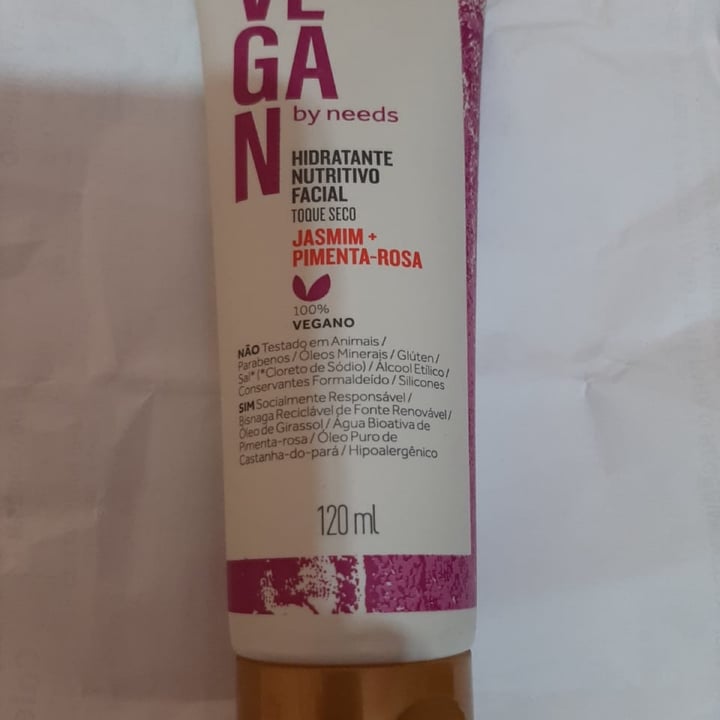 VE
GA
N
by needs
HIDRATANTE
NUTRITIVO
FACIAL
TOQUE SECO
JASMIM +
PIMENTA-ROSA
100%
VEGANO
NÃO Testado em Animais /
Parabenos / Óleos Minerais / Glúten /
Sal* (*Cloreto de Sódio) / Álcool Etílico /
Conservantes Formaldeído / Silicones
SIM Socialmente Responsável /
Bisnaga Reciclável de Fonte Renovável /
Óleo de Girassol / Água Bioativa de
Pimenta-rosa / Óleo Puro de
Castanha-do-pará / Hipoalergênico
120 ml